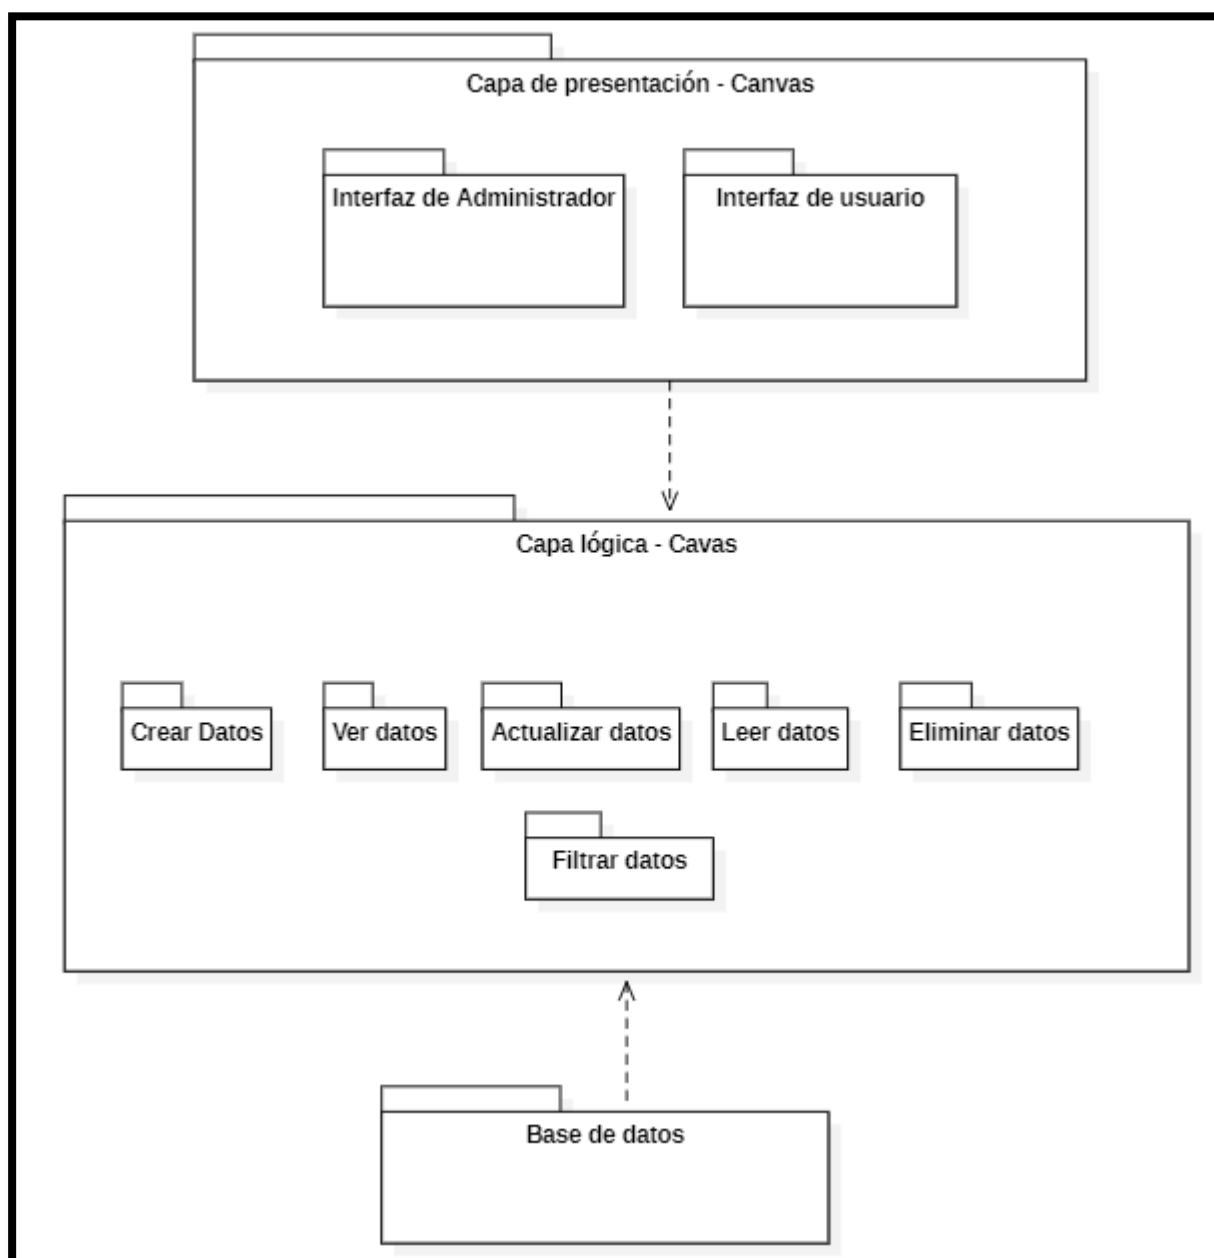 Capa de presentación - Canvas
Interfaz de Administrador
Interfaz de usuario
Capa lógica - Cavas
Crear Datos
Ver datos
Actualizar datos
Leer datos
Eliminar datos
Filtrar datos
Base de datos